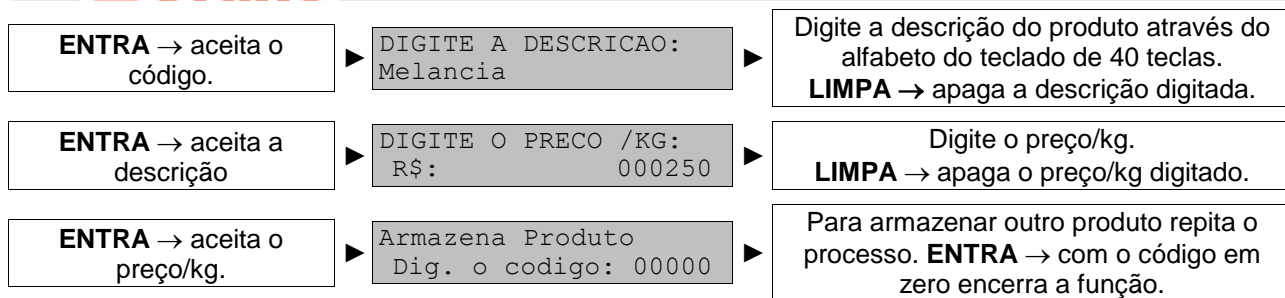 ENTRA → aceita o
código.
►
DIGITE A DESCRICAO:
Melancia
►
Digite a descrição do produto através do
alfabeto do teclado de 40 teclas.
LIMPA → apaga a descrição digitada.
ENTRA → aceita a
descrição
►
DIGITE O PRECO /KG:
R$: 000250
►
Digite o preço/kg.
LIMPA → apaga o preço/kg digitado.
ENTRA → aceita o
preço/kg.
►
Armazena Produto
Dig. o codigo: 00000
►
Para armazenar outro produto repita o
processo. ENTRA → com o código em
zero encerra a função.